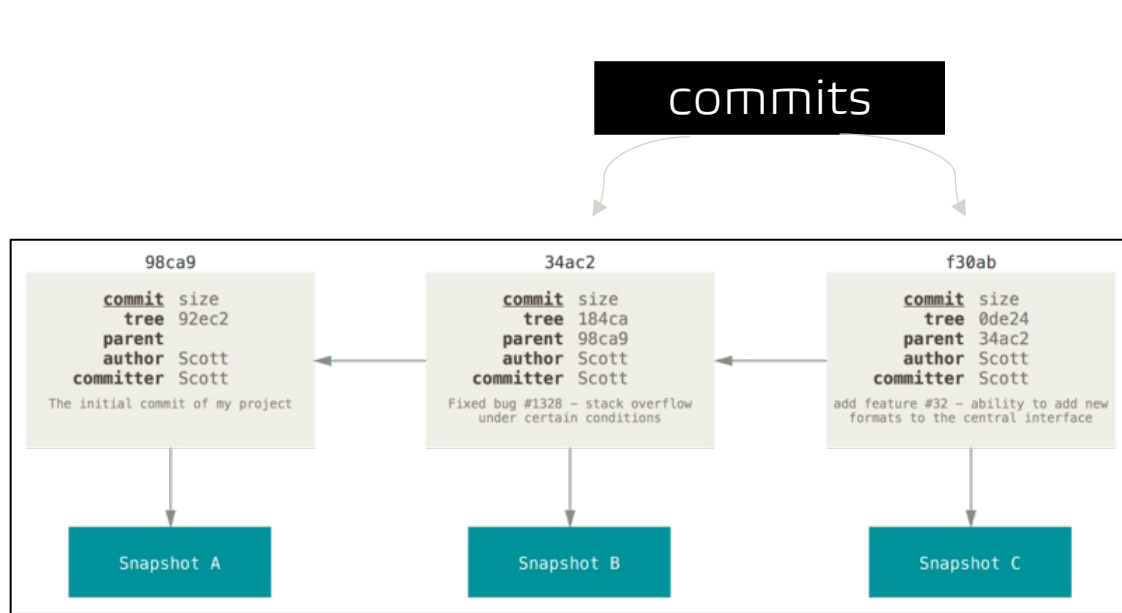 commits
98ca9
commit size
tree 92ec2
parent
author Scott
committer Scott
The initial commit of my project
Snapshot A
34ac2
commit size
tree 184ca
parent 98ca9
author Scott
committer Scott
Fixed bug #1328 – stack overflow
under certain conditions
Snapshot B
f30ab
commit size
tree 0de24
parent 34ac2
author Scott
committer Scott
add feature #32 – ability to add new
formats to the central interface
Snapshot C